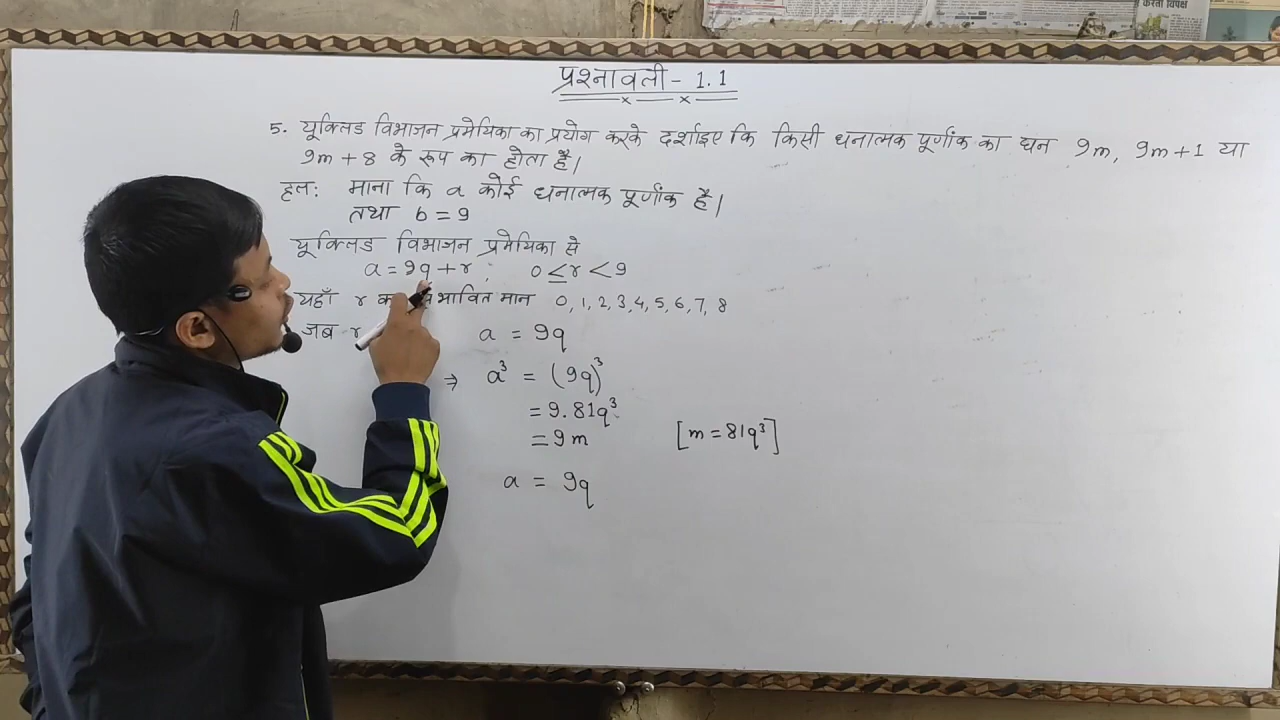 करता विपक्ष
प्रश्नावली - 1.1
5. यूक्लिड विभाजन प्रमेयिका का प्रयोग करके दर्शाइए कि किसी धनात्मक पूर्णांक का घन 9m, 9m+1 या
9m + 8 के रूप का होता है।
हल: माना कि a कोई धनात्मक पूर्णांक है।
तथा b = 9
यूक्लिड विभाजन प्रमेयिका से
a = 9q + r ; 0 ≤ r < 9
यहाँ r संभावित मान 0, 1, 2, 3, 4, 5, 6, 7, 8
जब r a = 9q
⇒ a³ = (9q)³
= 9.81q³
= 9m [m = 81q³]
a = 9q